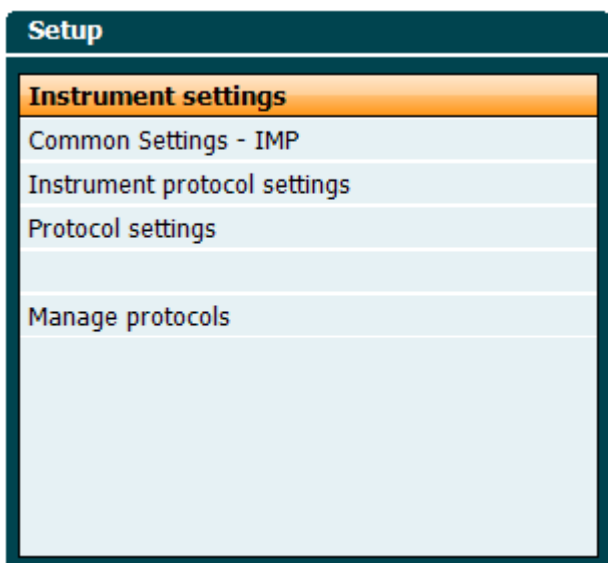 Setup
Instrument settings
Common Settings - IMP
Instrument protocol settings
Protocol settings
Manage protocols